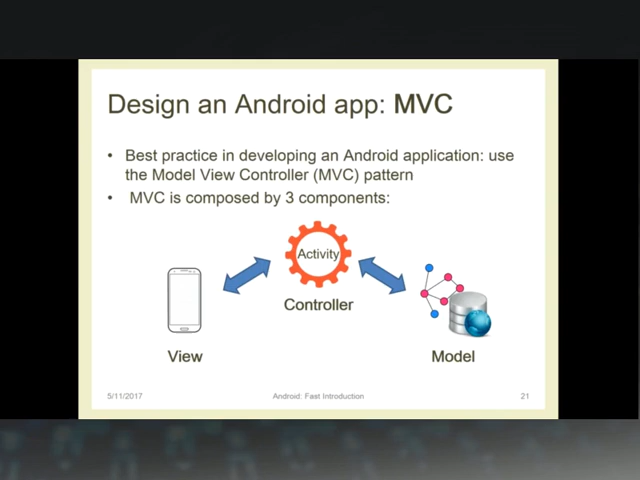 Design an Android app: MVC
• Best practice in developing an Android application: use
the Model View Controller (MVC) pattern
• MVC is composed by 3 components:
Activity
Controller
View
Model
5/11/2017
Android: Fast Introduction
21